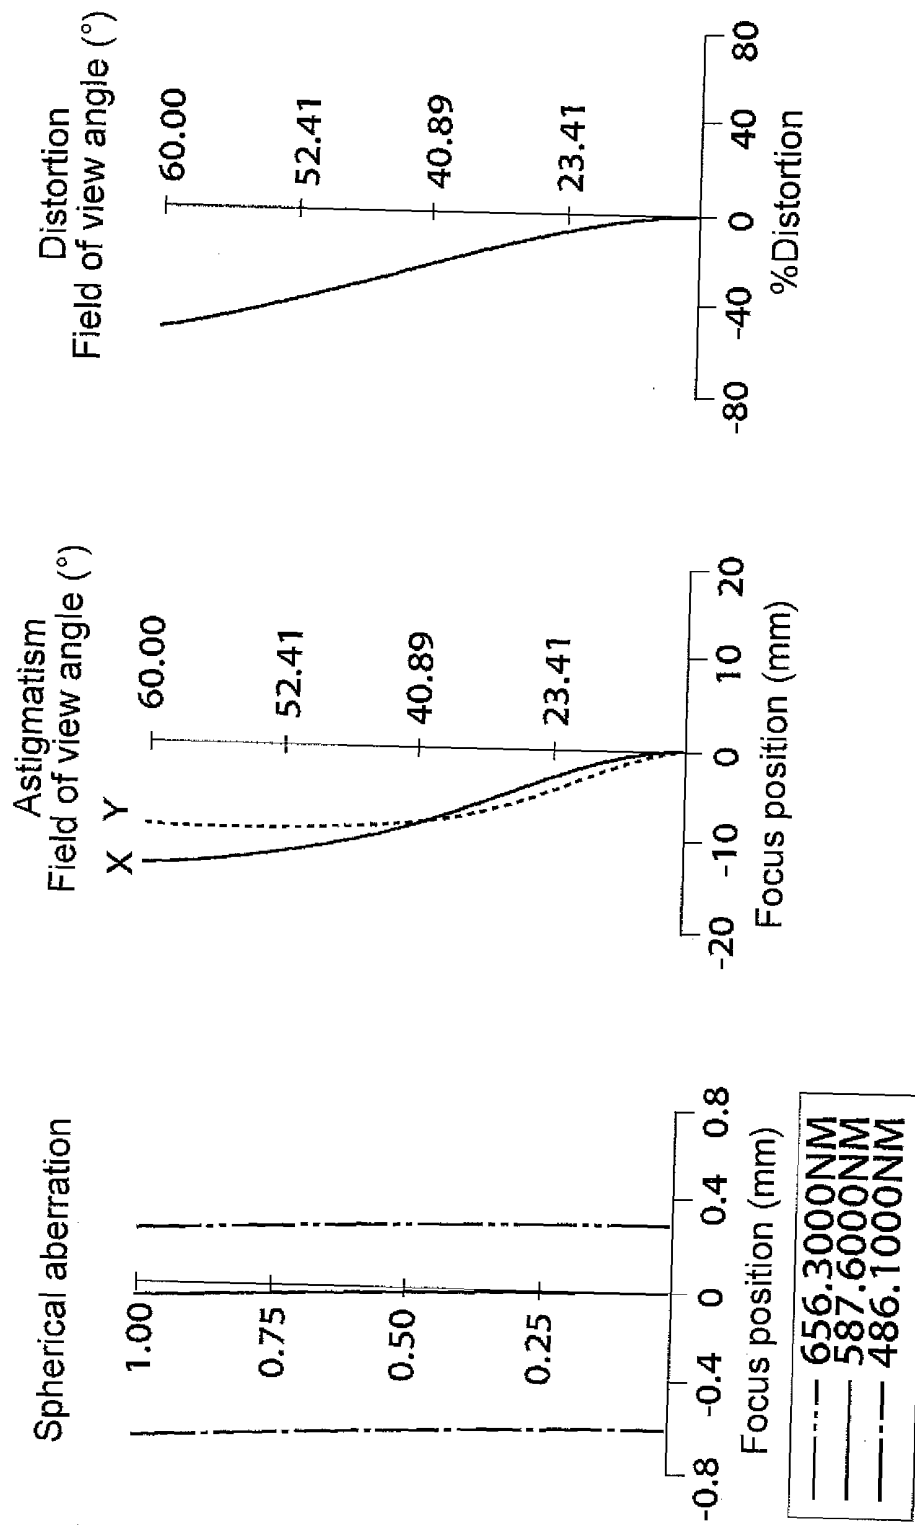 Spherical aberration
1.00
0.75
0.50
0.25
-0.8 -0.4 0 0.4 0.8
Focus position (mm)
656.3000NM
587.6000NM
486.1000NM
Astigmatism
Field of view angle (°)
X Y
60.00
52.41
40.89
23.41
-20 -10 0 10 20
Focus position (mm)
Distortion
Field of view angle (°)
60.00
52.41
40.89
23.41
-80 -40 0 40 80
%Distortion